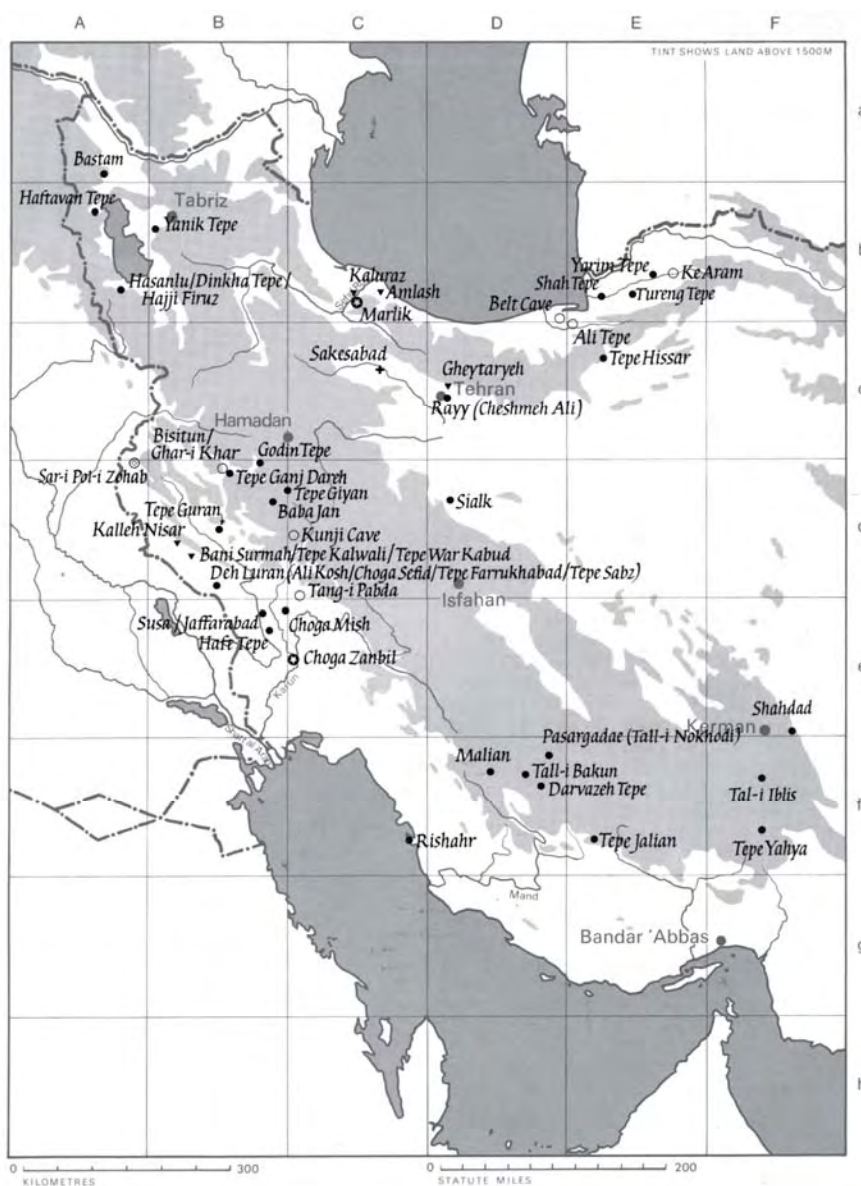 A B C D E F
TINT SHOWS LAND ABOVE 1500M
a
Bastam
Haftavan Tepe
Tabriz
Yanik Tepe
Yarim Tepe
Ke Aram
Kaluraz
Shah Tepe
Hasanlu/Dinkha Tepe/
Hajji Firuz
Amlash
Tureng Tepe
Belt Cave
Marlik
Ali Tepe
Sakesabad
Tepe Hissar
Gheytaryeh
Tehran
Rayy (Cheshmeh Ali)
Hamadan
Bisitun/
Ghar-i Khar
Godin Tepe
Sar-i Pol-i Zohab
Tepe Ganj Dareh
Tepe Giyan
Baba Jan
Sialk
Tepe Guran
Kalleh Nisar
Kunji Cave
Bani Surmah/Tepe Kalwali/Tepe War Kabud
Deh Luran (Ali Kosh/Choga Sefid/Tepe Farrukhabad/Tepe Sabz)
Tang-i Pabda
Isfahan
Susa/Jaffarabad
Choga Mish
Haft Tepe
e
Choga Zanbil
Karun
Shahdad
Kerman
Shatt al Arab
Pasargadae (Tall-i Nokhodi)
Malian
Tall-i Bakun
Darvazeh Tepe
Tal-i Iblis
f
Rishahr
Tepe Jalian
Tepe Yahya
Mand
Bandar 'Abbas
g
h
0 300
KILOMETRES
0 200
STATUTE MILES